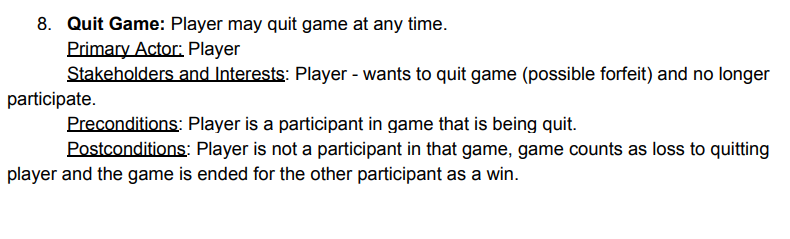 8. Quit Game: Player may quit game at any time.
Primary Actor: Player
Stakeholders and Interests: Player - wants to quit game (possible forfeit) and no longer
participate.
Preconditions: Player is a participant in game that is being quit.
Postconditions: Player is not a participant in that game, game counts as loss to quitting
player and the game is ended for the other participant as a win.